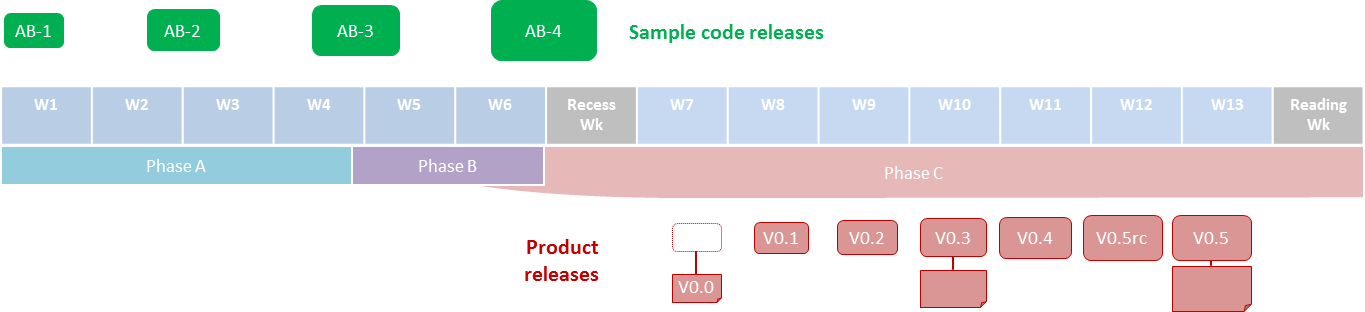 AB-1
AB-2
AB-3
AB-4
Sample code releases
W1
W2
W3
W4
W5
W6
Recess
Wk
W7
W8
W9
W10
W11
W12
W13
Reading
Wk
Phase A
Phase B
Phase C
Product
releases
V0.1
V0.2
V0.3
V0.4
V0.5rc
V0.5
V0.0